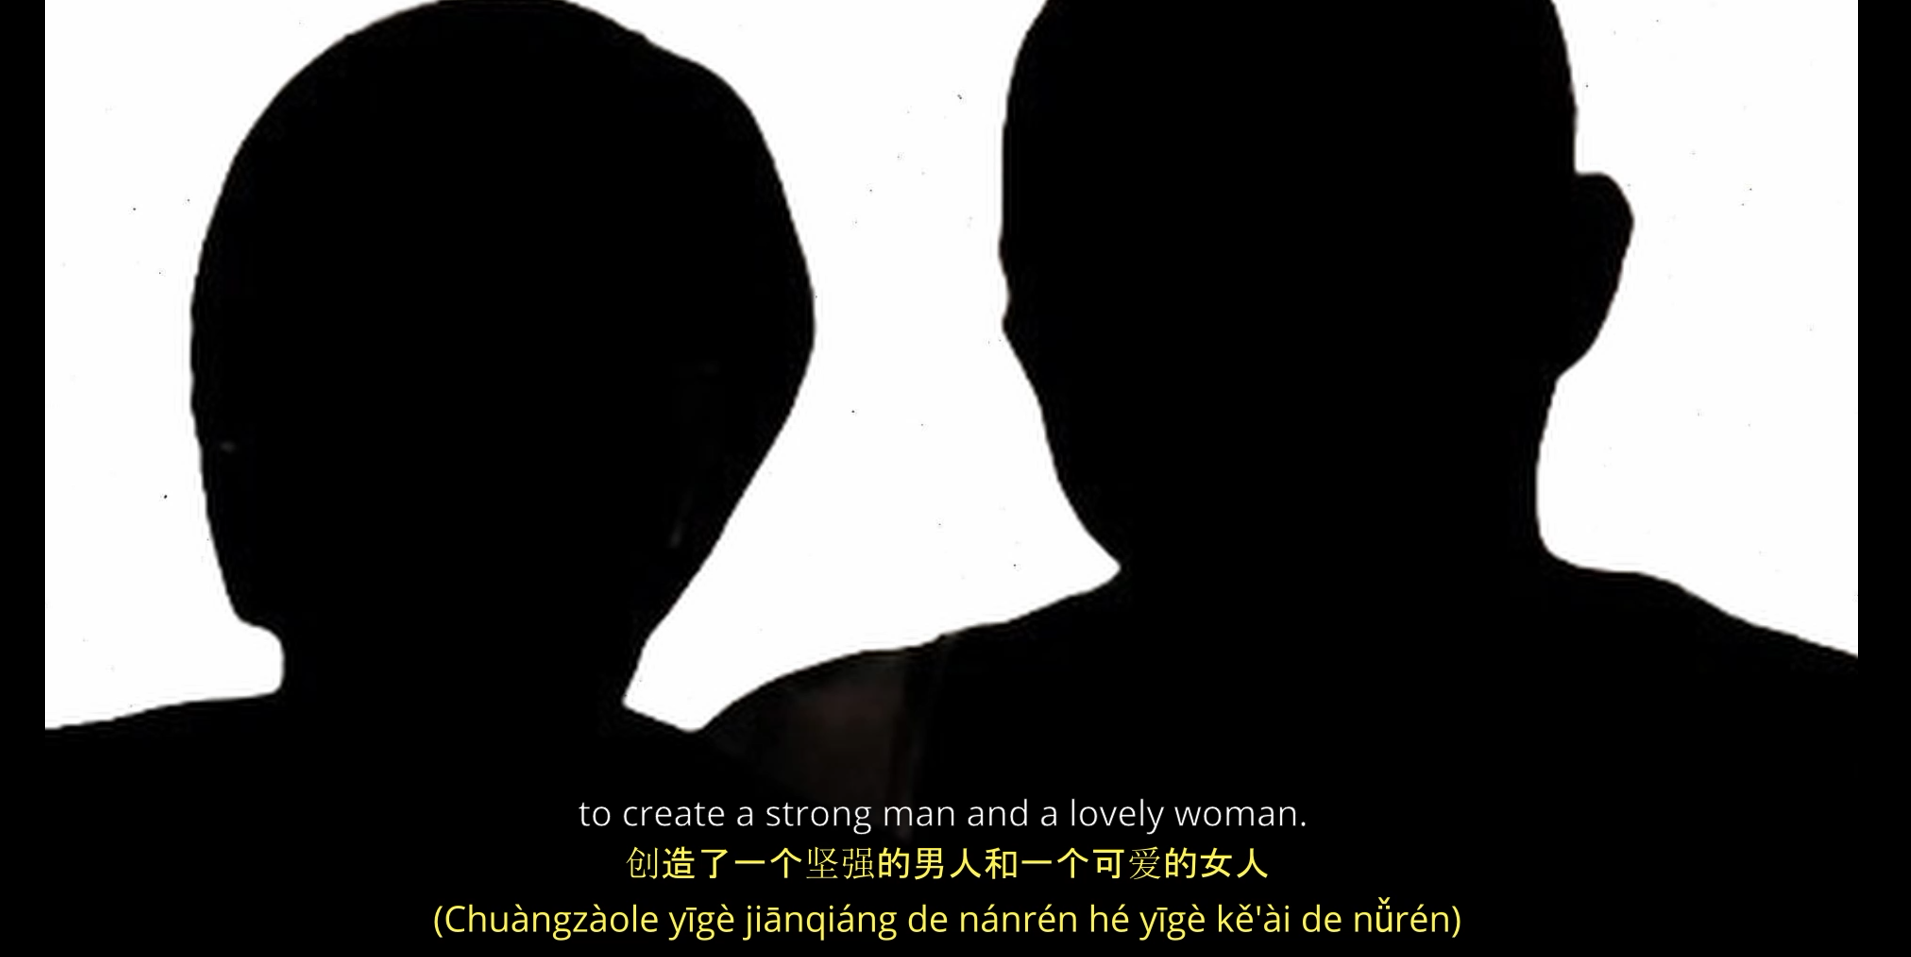 to create a strong man and a lovely woman.
创造了一个坚强的男人和一个可爱的女人
(Chuàngzàole yīgè jiānqiáng de nánrén hé yīgè kě'ài de nǚrén)